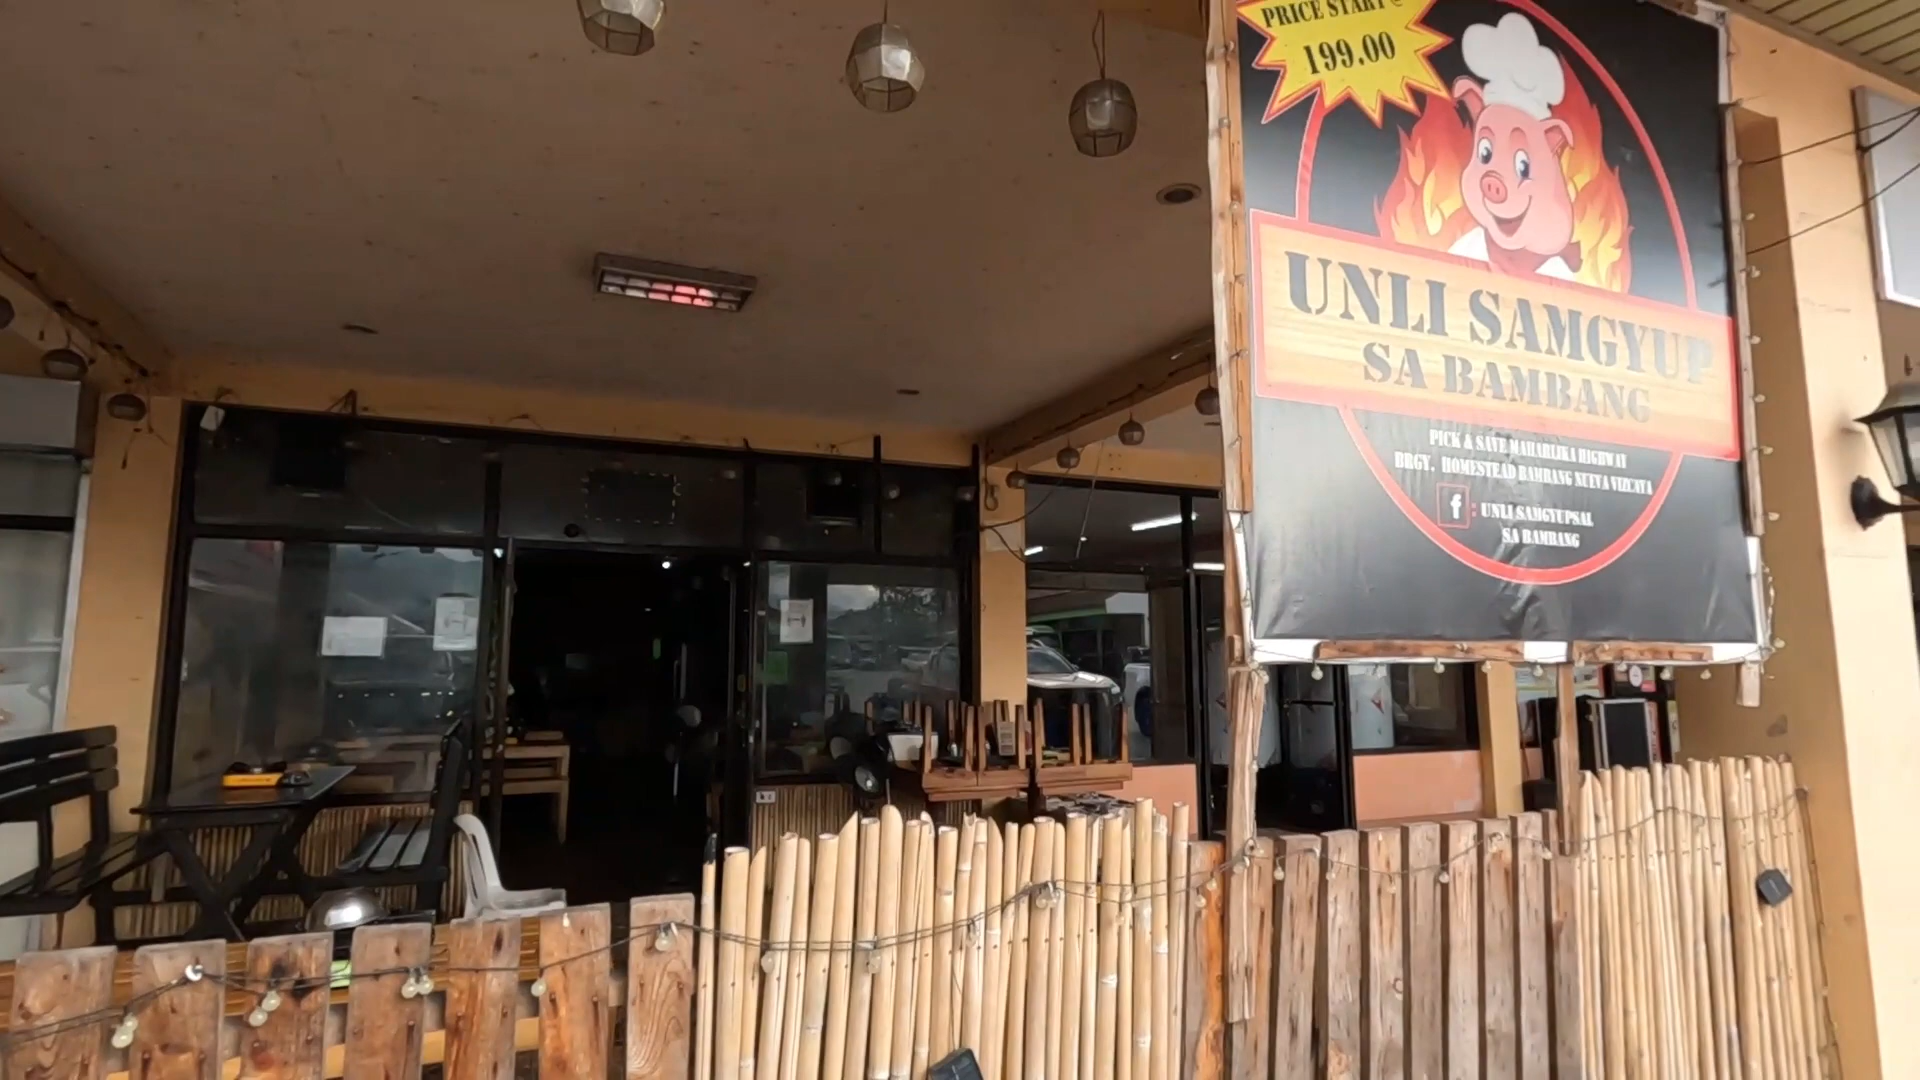 PRICE START @
199.00
UNLI SAMGYUP
SA BAMBANG
PICK & SAVE MAHARLIKA HIGHWAY
BRGY. HOMESTEAD BAMBANG NUEVA VIZCAYA
f : UNLI SAMGYUPSAL
SA BAMBANG